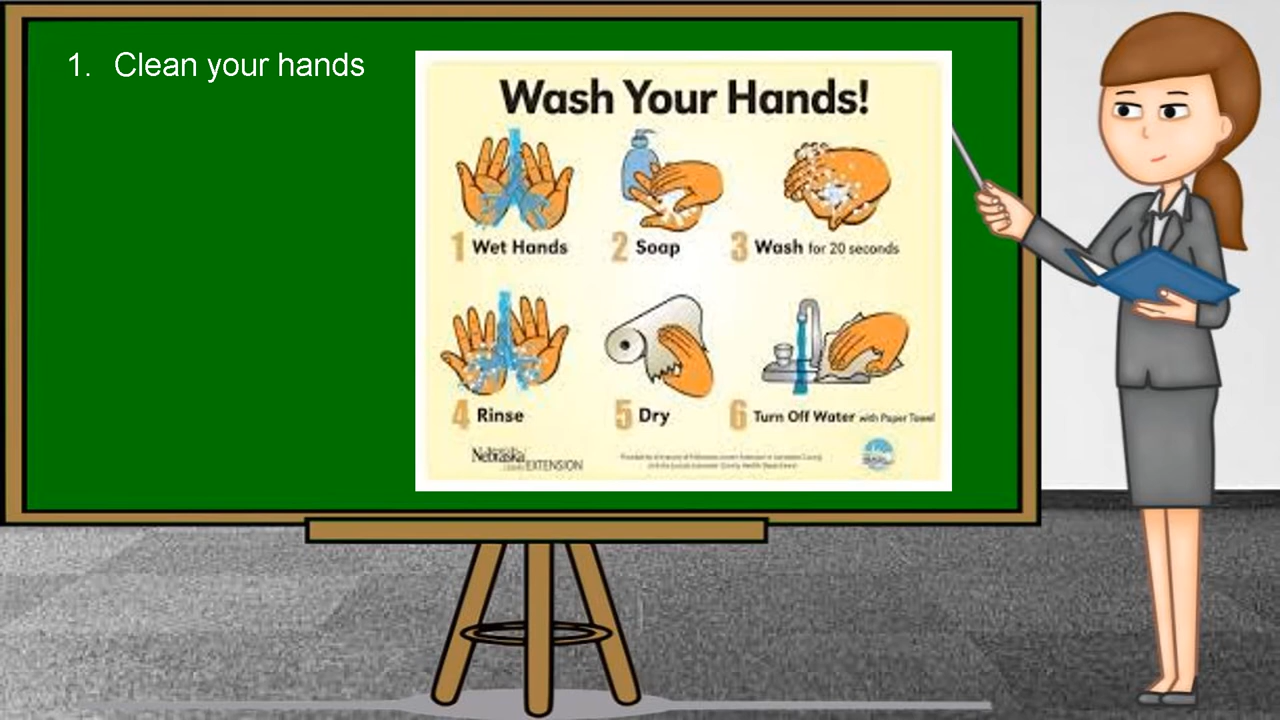 1. Clean your hands
Wash Your Hands!
1 Wet Hands
2 Soap
3 Wash for 20 seconds
4 Rinse
5 Dry
6 Turn Off Water with Paper Towel
Nebraska
EXTENSION